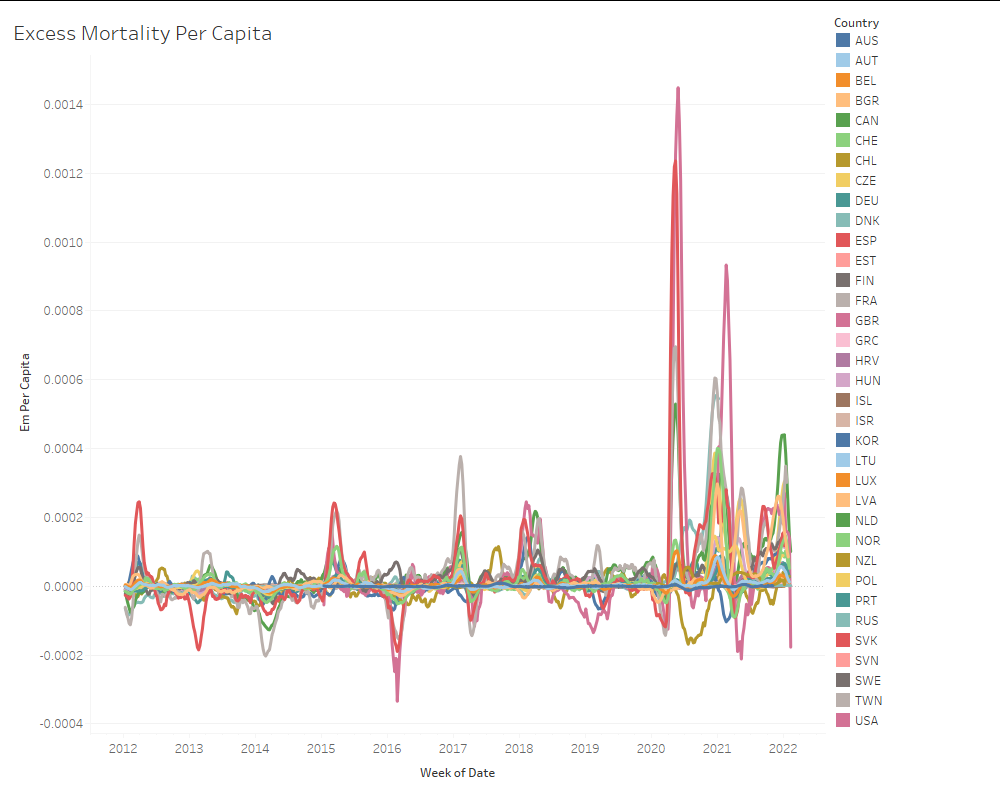 Excess Mortality Per Capita
Em Per Capita
0.0014
0.0012
0.0010
0.0008
0.0006
0.0004
0.0002
0.0000
-0.0002
-0.0004
2012 2013 2014 2015 2016 2017 2018 2019 2020 2021 2022
Week of Date
Country
AUS
AUT
BEL
BGR
CAN
CHE
CHL
CZE
DEU
DNK
ESP
EST
FIN
FRA
GBR
GRC
HRV
HUN
ISL
ISR
KOR
LTU
LUX
LVA
NLD
NOR
NZL
POL
PRT
RUS
SVK
SVN
SWE
TWN
USA